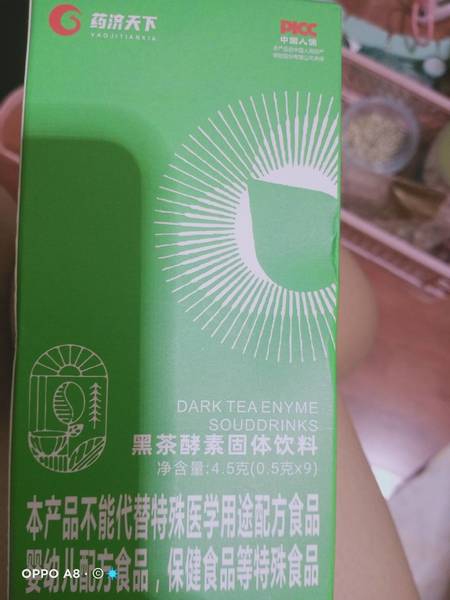 药济天下
YAOJITIANXIA
PICC
中国人保
黑茶酵素固体饮料
DARK TEA ENYME
SOUDDRINKS
净含量:4.5克(0.5克×9)
本产品不能代替特殊医学用途配方食品
婴幼儿配方食品，保健食品等特殊食品
OPPO A8 · ©